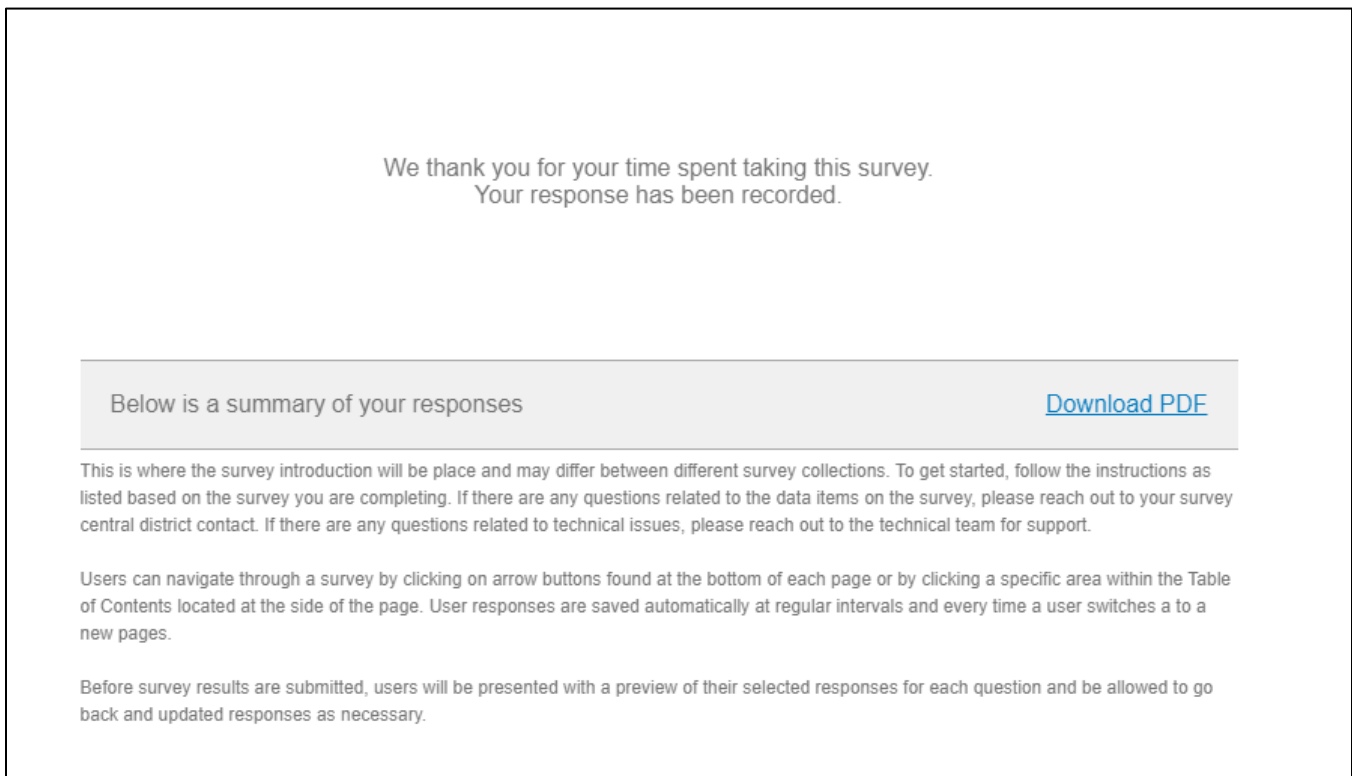 We thank you for your time spent taking this survey.
Your response has been recorded.
Below is a summary of your responses
Download PDF
This is where the survey introduction will be place and may differ between different survey collections. To get started, follow the instructions as
listed based on the survey you are completing. If there are any questions related to the data items on the survey, please reach out to your survey
central district contact. If there are any questions related to technical issues, please reach out to the technical team for support.
Users can navigate through a survey by clicking on arrow buttons found at the bottom of each page or by clicking a specific area within the Table
of Contents located at the side of the page. User responses are saved automatically at regular intervals and every time a user switches a to a
new pages.
Before survey results are submitted, users will be presented with a preview of their selected responses for each question and be allowed to go
back and updated responses as necessary.